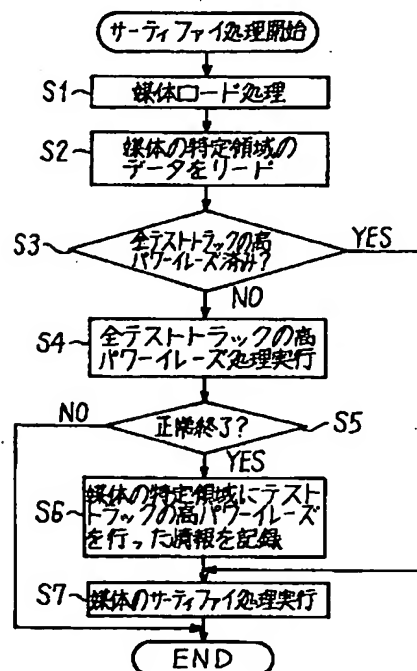 サーティファイ処理開始
S1
媒体ロード処理
S2
媒体の特定領域の
データをリード
S3
全テストトラックの高
パワーイレーズ済み?
YES
NO
S4
全テストトラックの高
パワーイレーズ処理実行
NO
正常終了?
S5
YES
S6
媒体の特定領域にテスト
トラックの高パワーイレーズ
を行った情報を記録
S7
媒体のサーティファイ処理実行
END